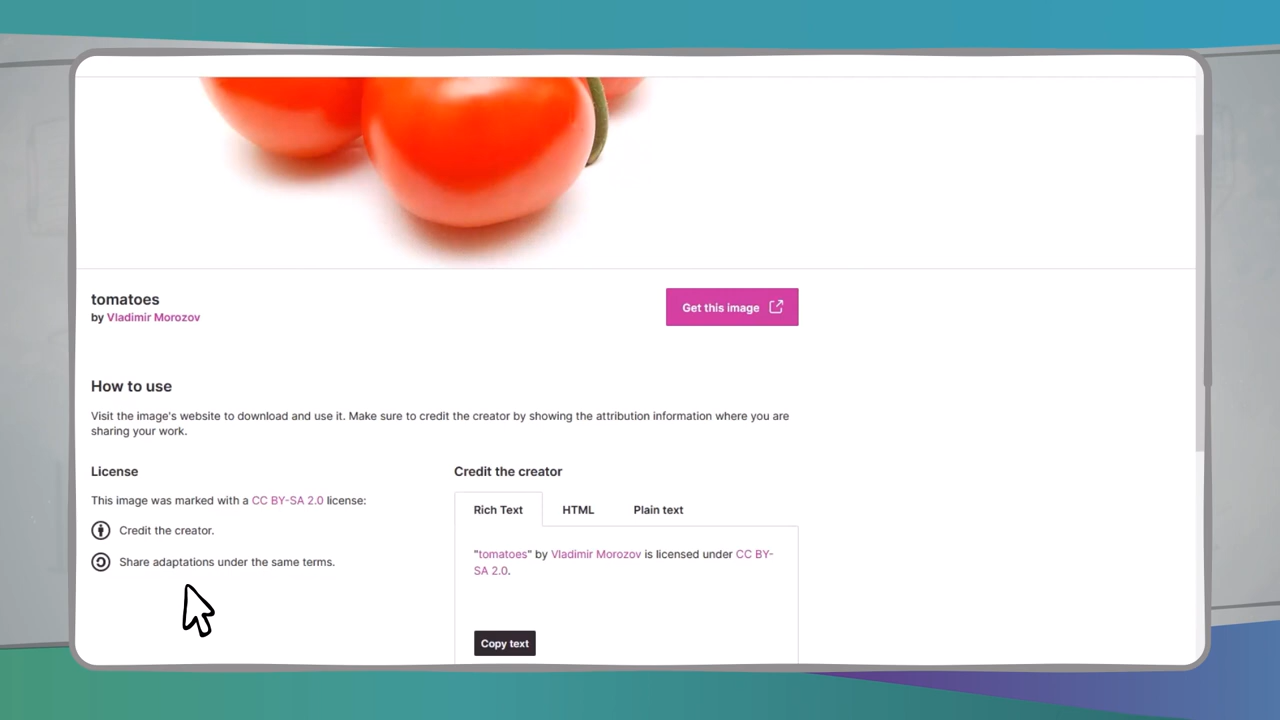 tomatoes
by Vladimir Morozov
Get this image
How to use
Visit the image's website to download and use it. Make sure to credit the creator by showing the attribution information where you are
sharing your work.
License
This image was marked with a CC BY-SA 2.0 license:
Credit the creator.
Share adaptations under the same terms.
Credit the creator
Rich Text
HTML
Plain text
"tomatoes" by Vladimir Morozov is licensed under CC BY-
SA 2.0.
Copy text